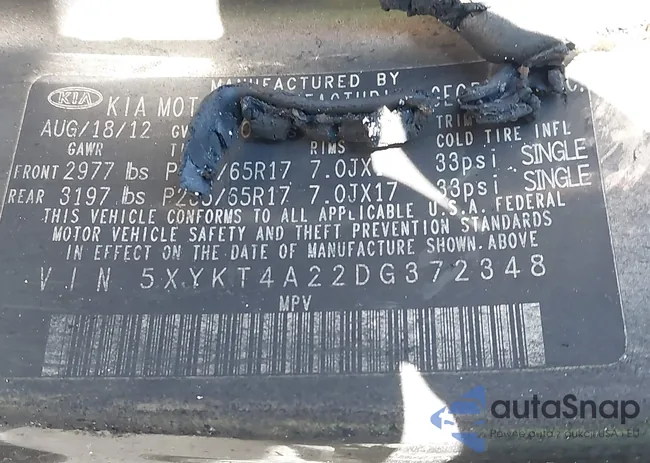 MANUFACTURED BY
KIA KIA MOT
AUG/18/12
GAWR RIMS COLD TIRE INFL
FRONT 2977 lbs /65R17 7.0JX 33psi SINGLE
REAR 3197 lbs /65R17 7.0JX17 33psi SINGLE
THIS VEHICLE CONFORMS TO ALL APPLICABLE U.S.A. FEDERAL
MOTOR VEHICLE SAFETY AND THEFT PREVENTION STANDARDS
IN EFFECT ON THE DATE OF MANUFACTURE SHOWN. ABOVE
VIN 5XYKT4A22DG372348
MPV
autaSnap